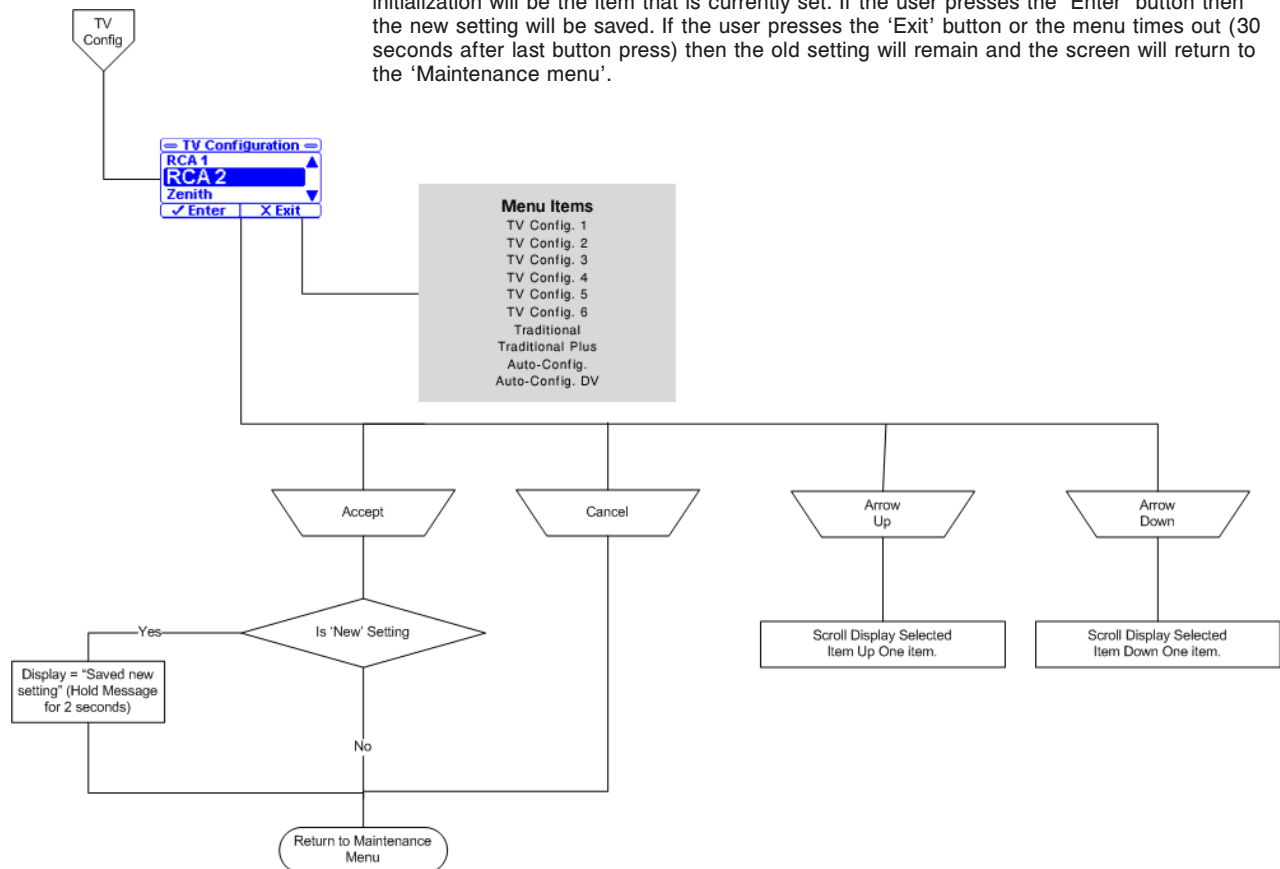 TV
Config
initialization will be the item that is currently set. If the user presses the ‘Enter’ button then
the new setting will be saved. If the user presses the ‘Exit’ button or the menu times out (30
seconds after last button press) then the old setting will remain and the screen will return to
the ‘Maintenance menu’.
TV Configuration
RCA 1
RCA 2
Zenith
✓ Enter X Exit
Menu Items
TV Config. 1
TV Config. 2
TV Config. 3
TV Config. 4
TV Config. 5
TV Config. 6
Traditional
Traditional Plus
Auto-Config.
Auto-Config. DV
Accept
Cancel
Arrow
Up
Arrow
Down
Is ‘New’ Setting
Yes
No
Display = “Saved new
setting” (Hold Message
for 2 seconds)
Scroll Display Selected
Item Up One item.
Scroll Display Selected
Item Down One item.
Return to Maintenance
Menu